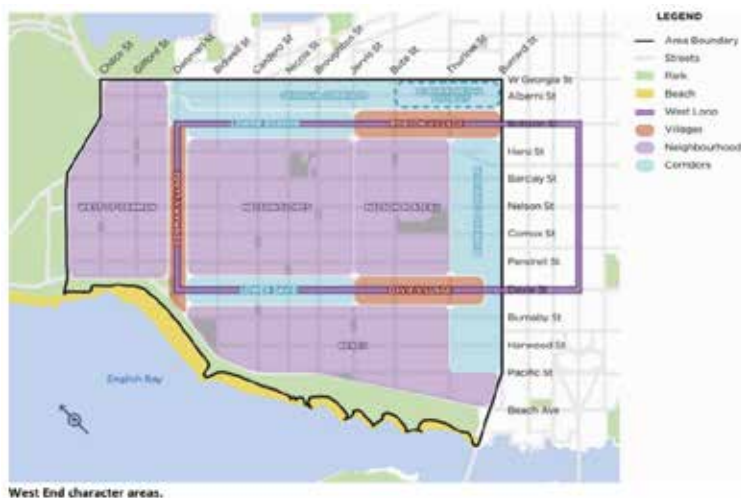 LEGEND
Area Boundary
Streets
Park
Beach
West Loop
Villages
Neighbourhood
Corridors
Chilco St
Gilford St
Denman St
Bidwell St
Cardero St
Nicola St
Broughton St
Jervis St
Bute St
Thurlow St
Burrard St
W Georgia St
Alberni St
Robson St
Haro St
Barclay St
Nelson St
Comox St
Pendrell St
Davie St
Burnaby St
Harwood St
Pacific St
Beach Ave
LOWER DAVIE
English Bay
West End character areas.